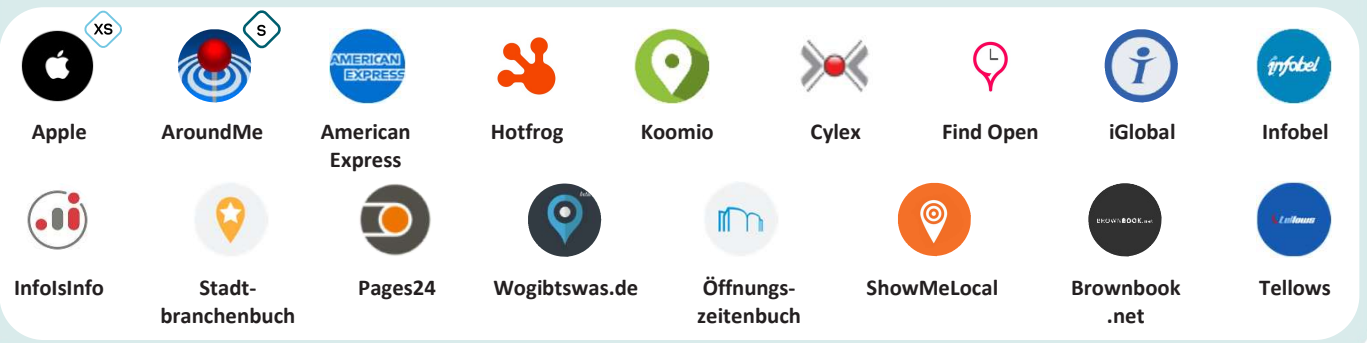 XS
S
AMERICAN
EXPRESS
infobel
Apple
AroundMe
American
Express
Hotfrog
Koomio
Cylex
Find Open
iGlobal
Infobel
BROWNBOOK.net
tellows
InfoIsInfo
Stadt-
branchenbuch
Pages24
Wogibtswas.de
Öffnungs-
zeitenbuch
ShowMeLocal
Brownbook
.net
Tellows